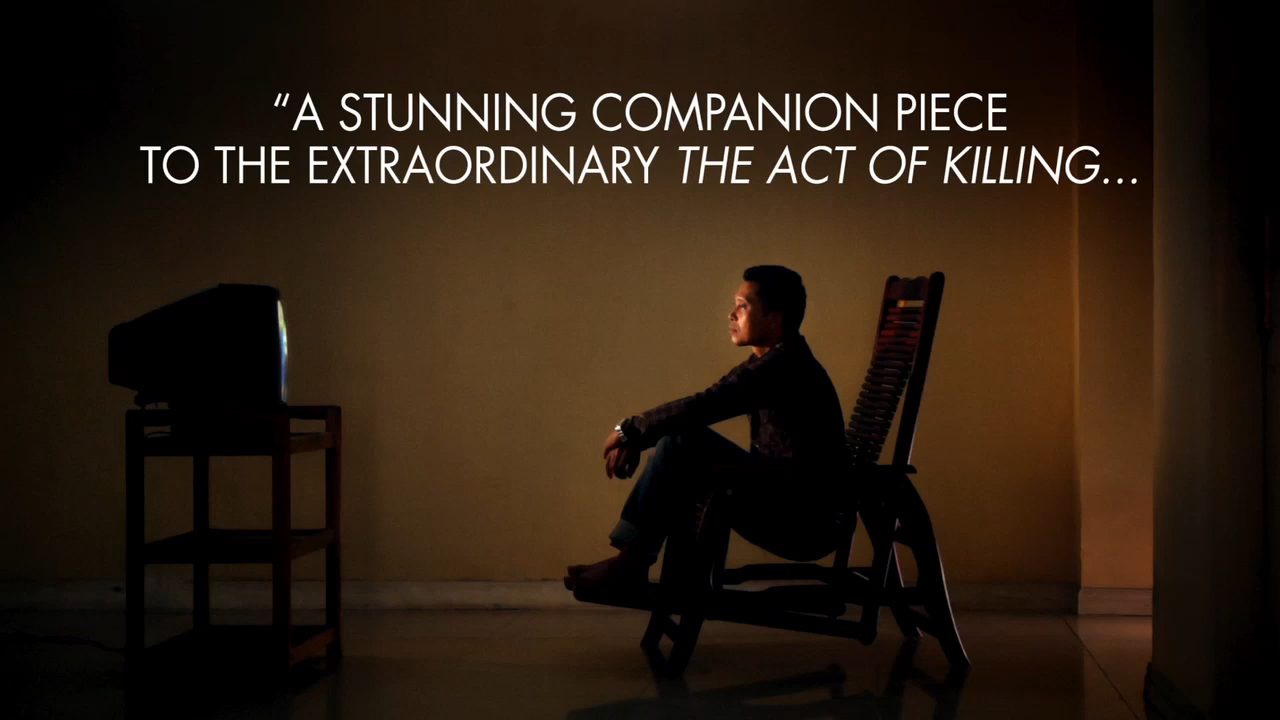 “A STUNNING COMPANION PIECE
TO THE EXTRAORDINARY THE ACT OF KILLING...